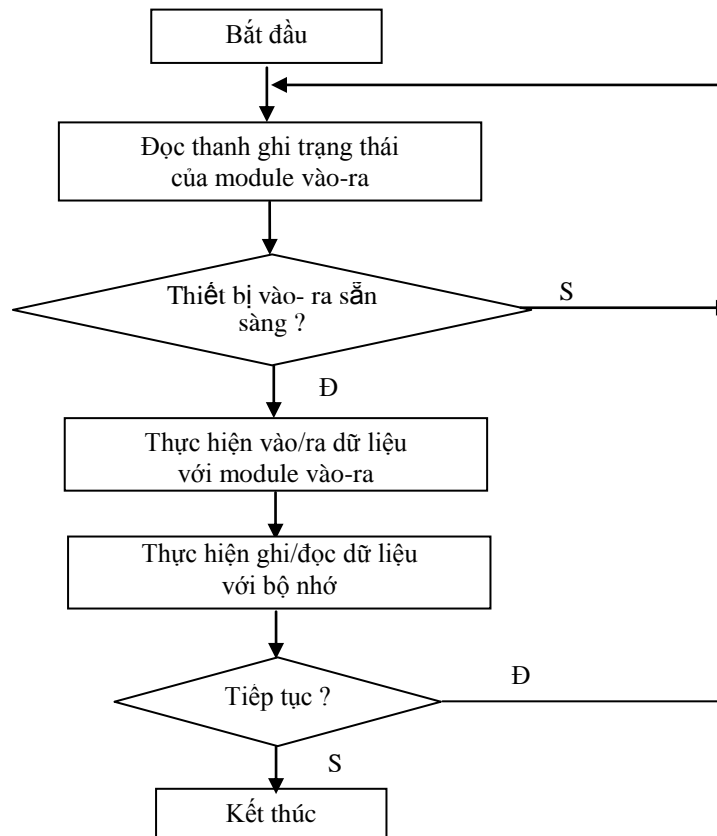 Bắt đầu
Đọc thanh ghi trạng thái
của module vào-ra
Thiết bị vào- ra sẵn
sàng ?
S
Đ
Thực hiện vào/ra dữ liệu
với module vào-ra
Thực hiện ghi/đọc dữ liệu
với bộ nhớ
Tiếp tục ?
Đ
S
Kết thúc